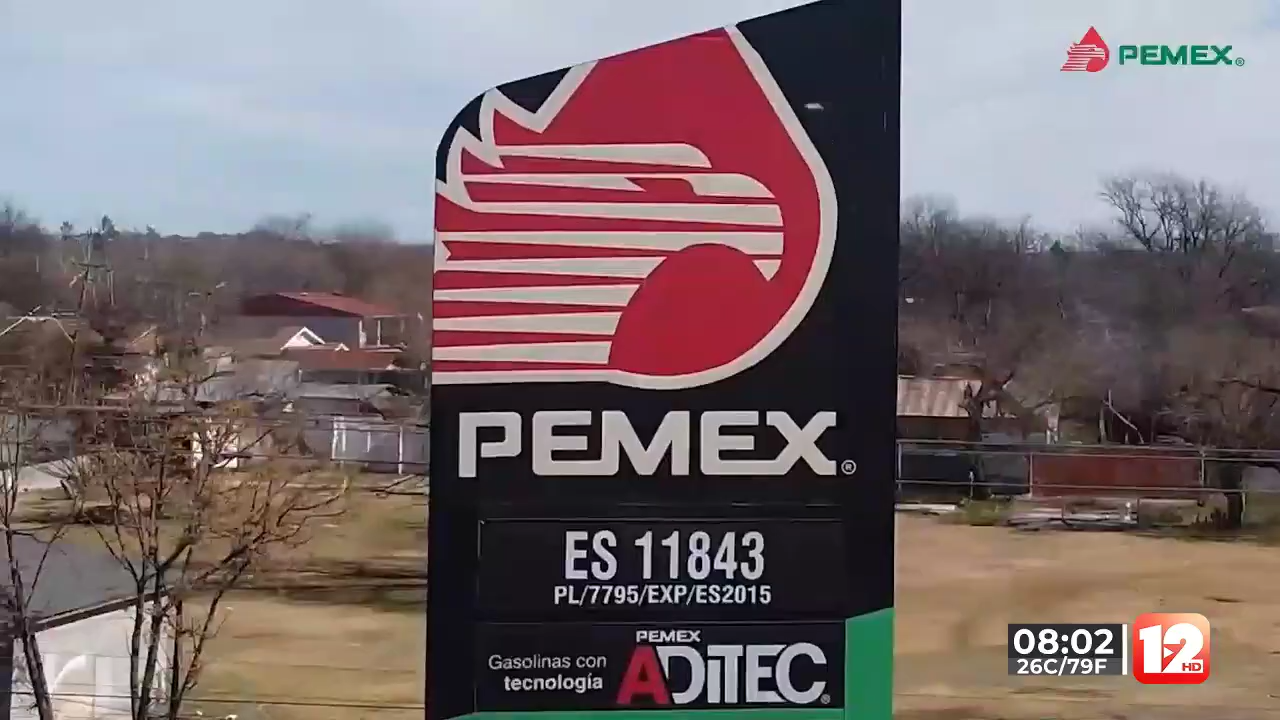 PEMEX®
PEMEX®
ES 11843
PL/7795/EXP/ES2015
PEMEX
Gasolinas con
tecnología
ADITEC®
08:02
26C/79F
12
HD